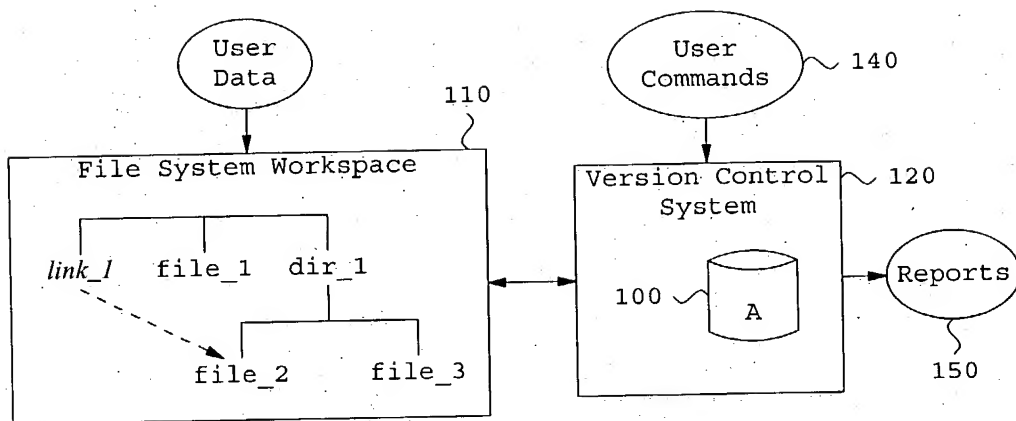 User
Data
User
Commands
140
110
File System Workspace
Version Control
System
120
link_1
file_1
dir_1
100
A
Reports
file_2
file_3
150